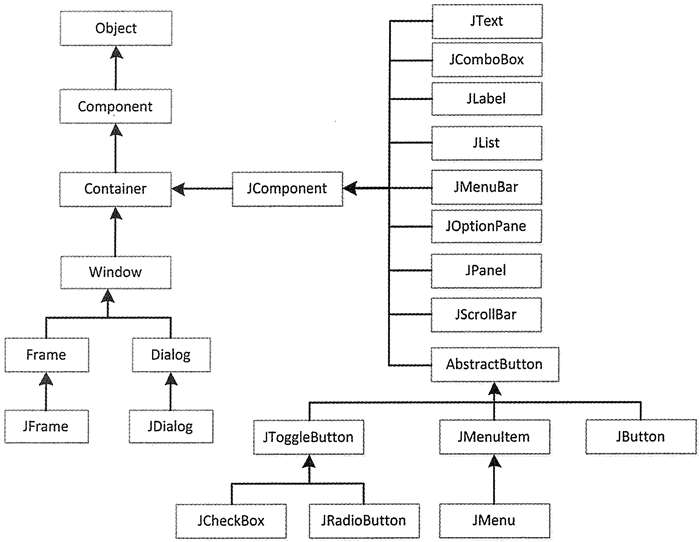 Object
JText
JComboBox
Component
JLabel
JList
Container
JComponent
JMenuBar
JOptionPane
Window
JPanel
JScrollBar
Frame
Dialog
AbstractButton
JFrame
JDialog
JToggleButton
JMenuItem
JButton
JCheckBox
JRadioButton
JMenu